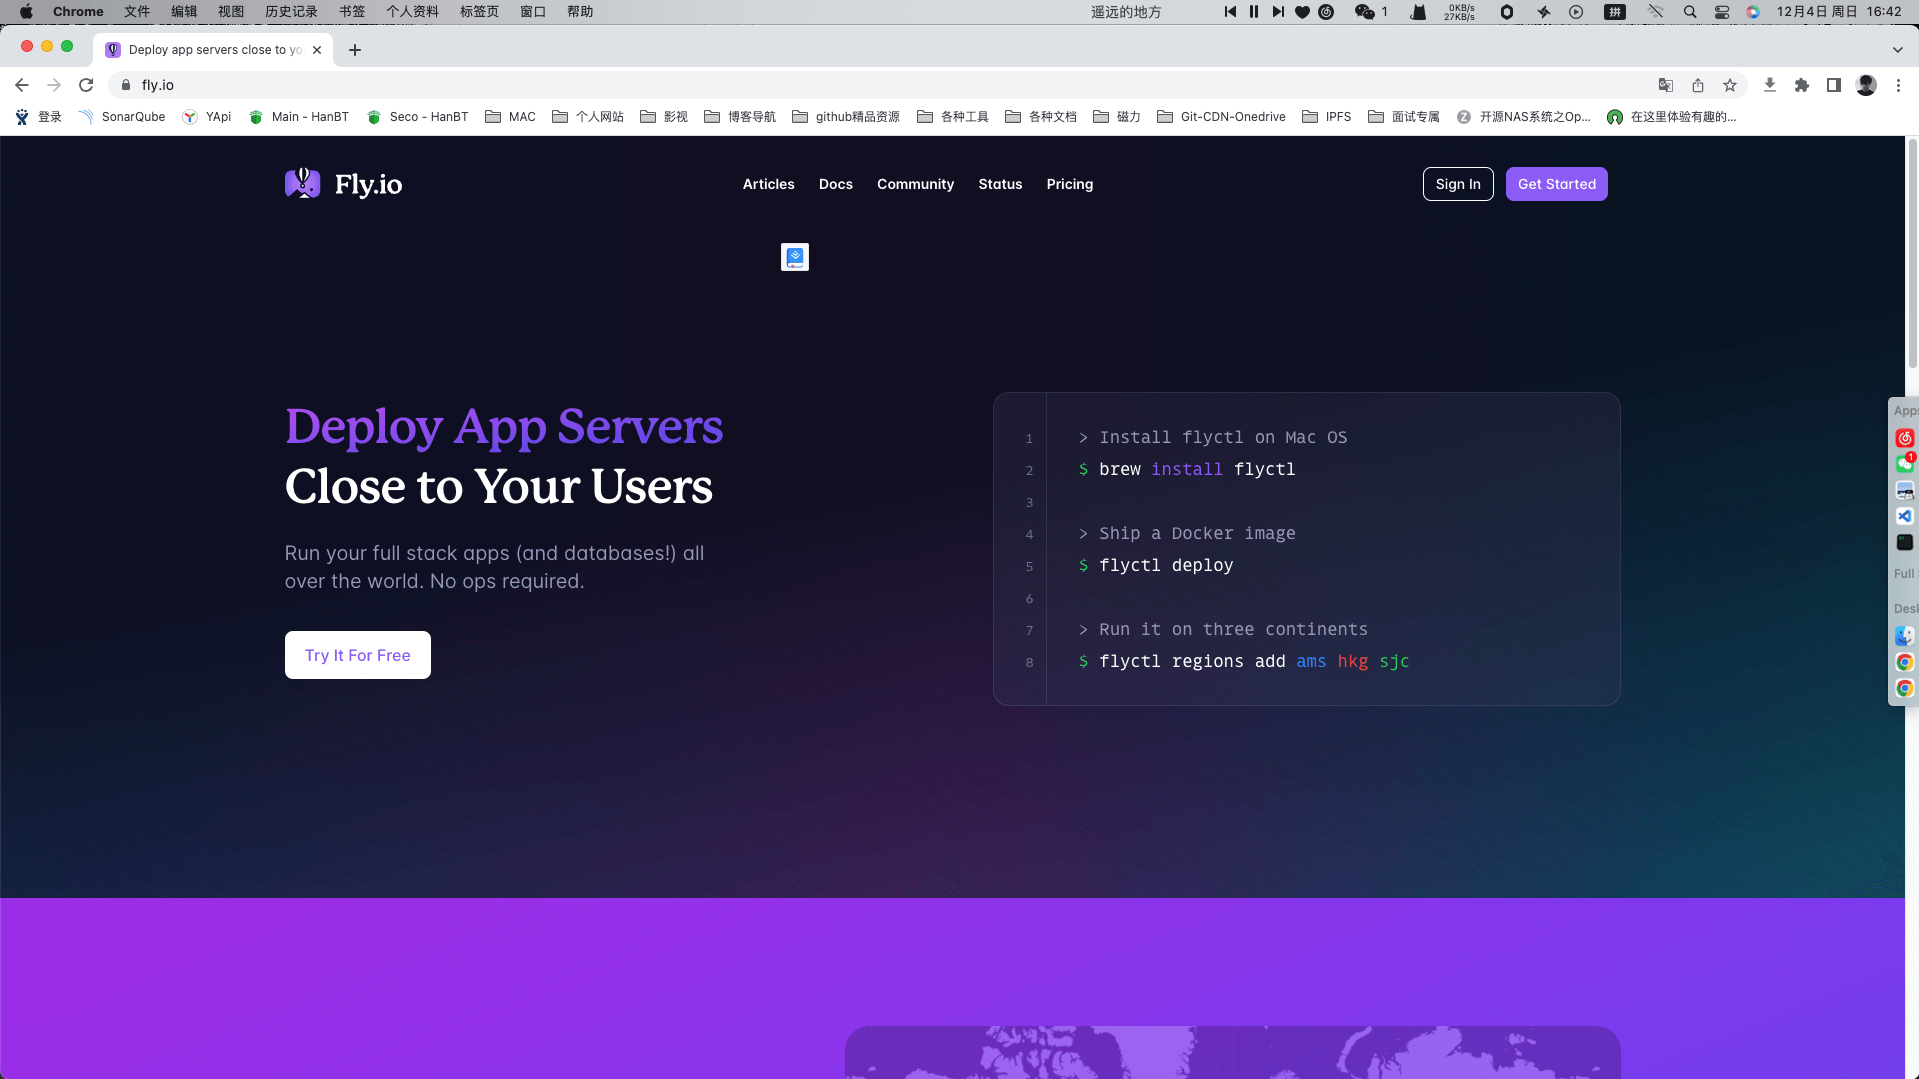 Chrome 文件 编辑 视图 历史记录 书签 个人资料 标签页 窗口 帮助 遥远的地方 1 0KB/s 27KB/s 拼 12月4日 周日 16:42
Deploy app servers close to yo
fly.io
登录 SonarQube YApi Main - HanBT Seco - HanBT MAC 个人网站 影视 博客导航 github精品资源 各种工具 各种文档 磁力 Git-CDN-Onedrive IPFS 面试专属 开源NAS系统之Op... 在这里体验有趣的...
Fly.io Articles Docs Community Status Pricing Sign In Get Started
Deploy App Servers
Close to Your Users
Run your full stack apps (and databases!) all
over the world. No ops required.
Try It For Free
1 > Install flyctl on Mac OS
2 $ brew install flyctl
3
4 > Ship a Docker image
5 $ flyctl deploy
6
7 > Run it on three continents
8 $ flyctl regions add ams hkg sjc
Apps
1
Full
Desk